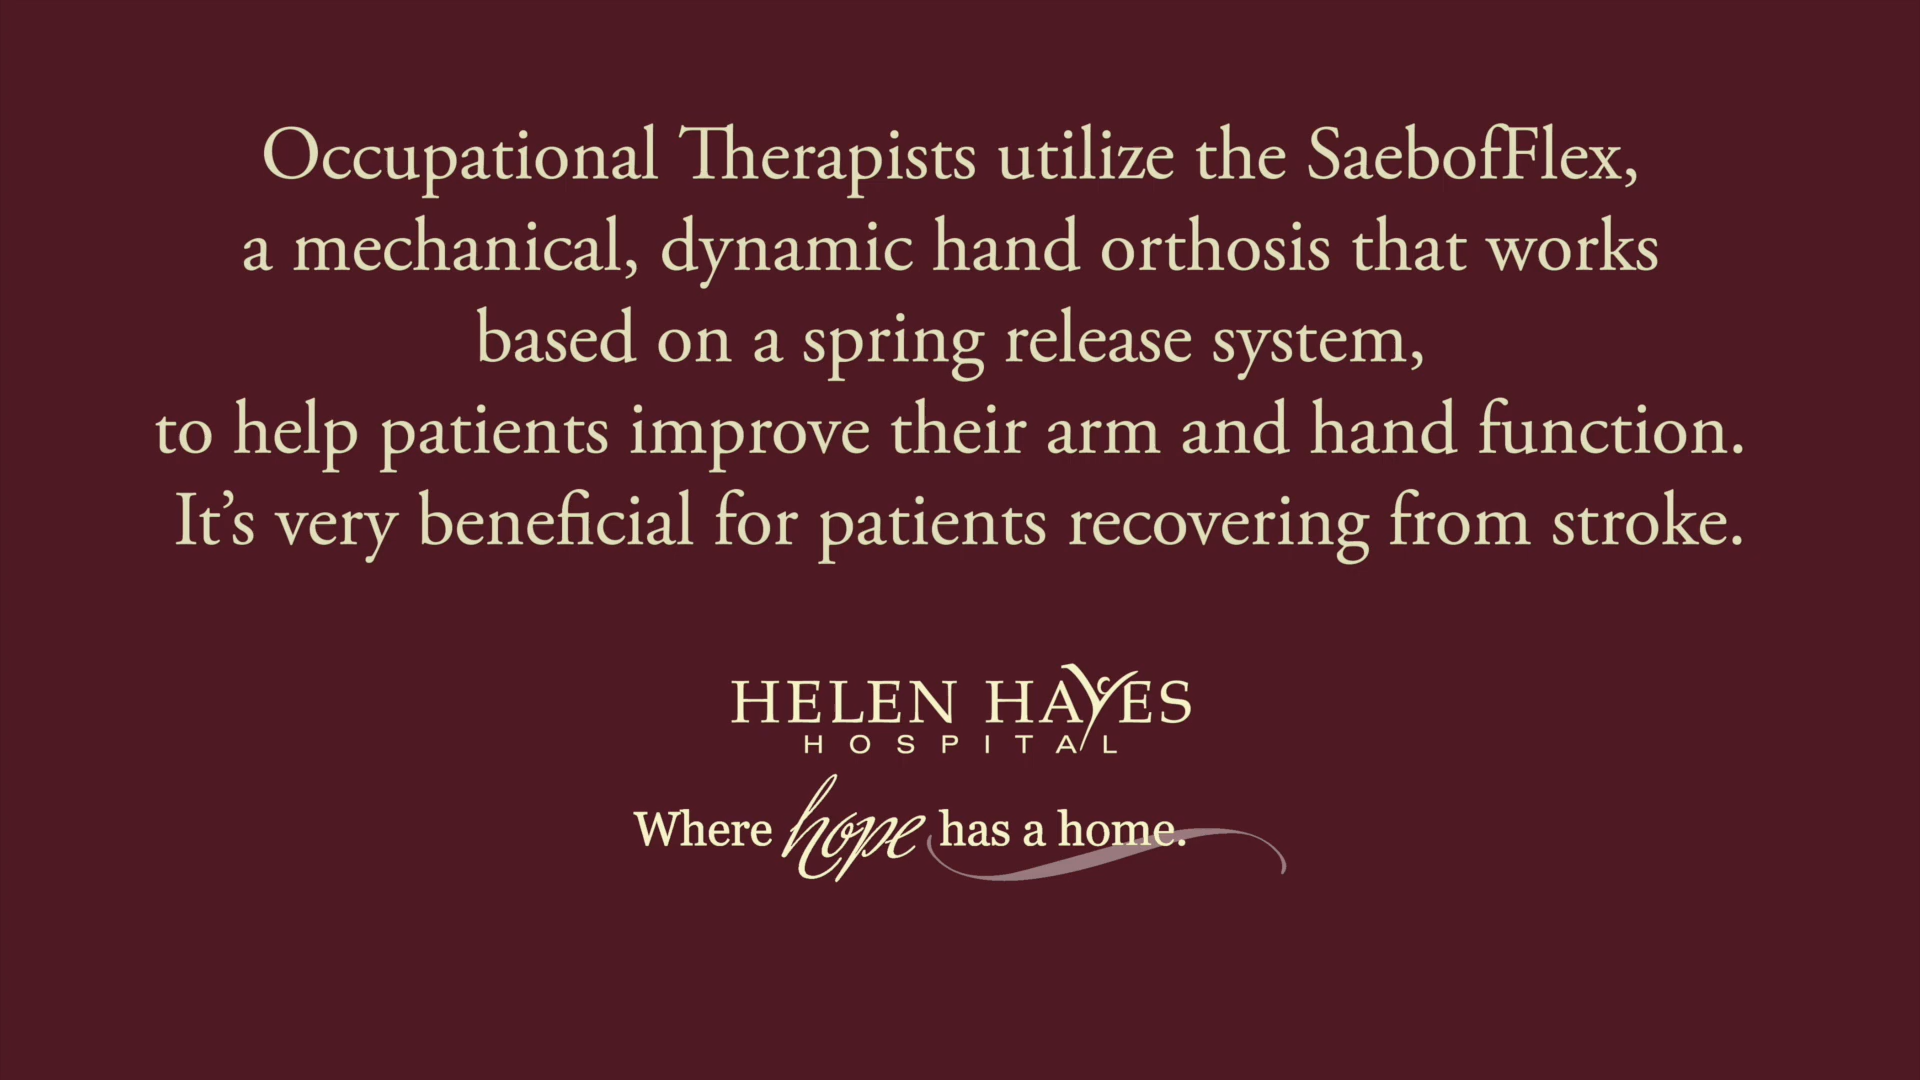 Occupational Therapists utilize the SaebofFlex,
a mechanical, dynamic hand orthosis that works
based on a spring release system,
to help patients improve their arm and hand function.
It’s very beneficial for patients recovering from stroke.
HELEN HAYES
HOSPITAL
Where hope has a home.